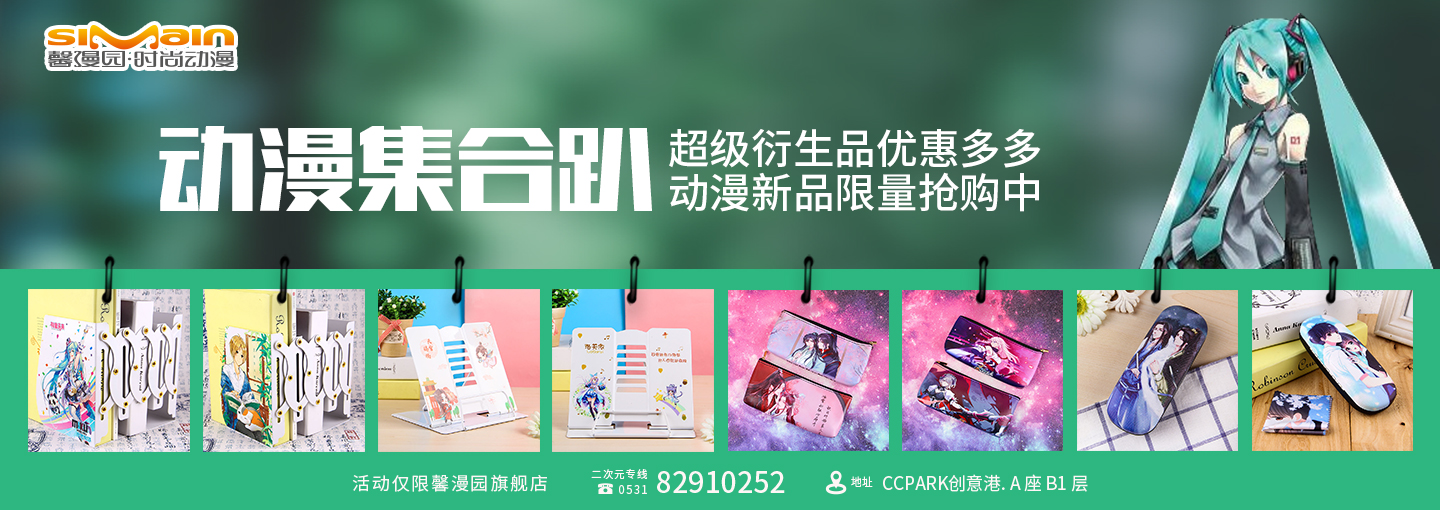 siMain
馨漫园·时尚动漫
动漫集合趴
超级衍生品优惠多多
动漫新品限量抢购中
活动仅限馨漫园旗舰店
二次元专线
0531
82910252
地址
CCPARK创意港. A 座 B1 层